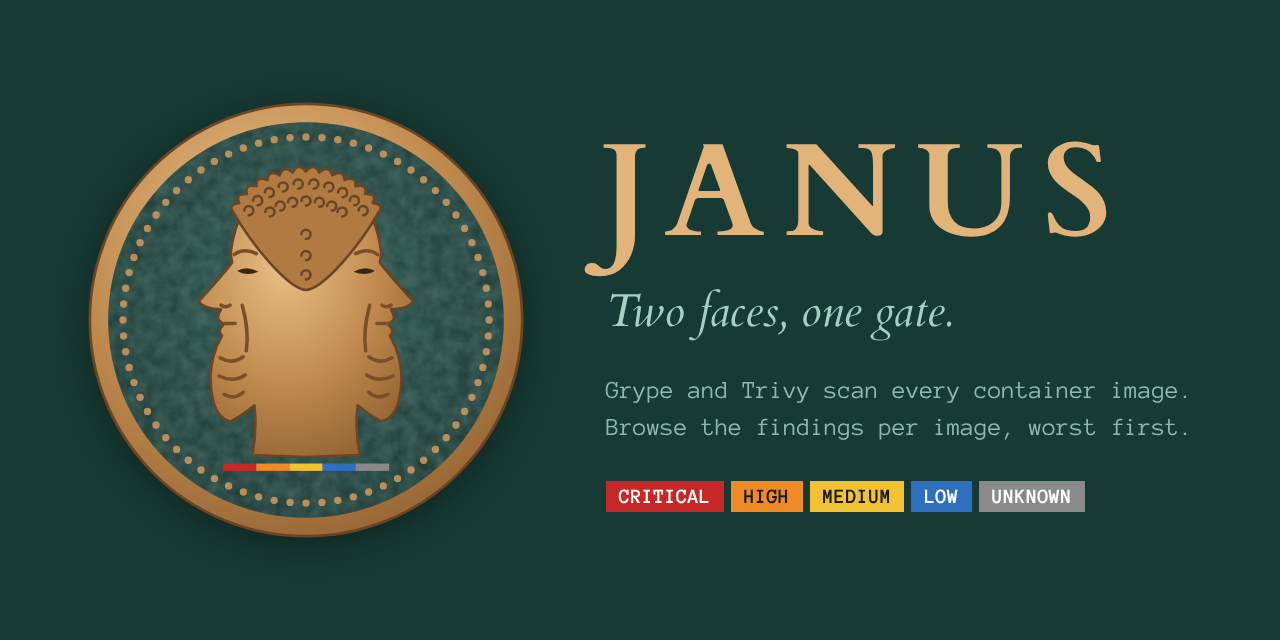 JANUS
Two faces, one gate.
Grype and Trivy scan every container image.
Browse the findings per image, worst first.
CRITICAL HIGH MEDIUM LOW UNKNOWN